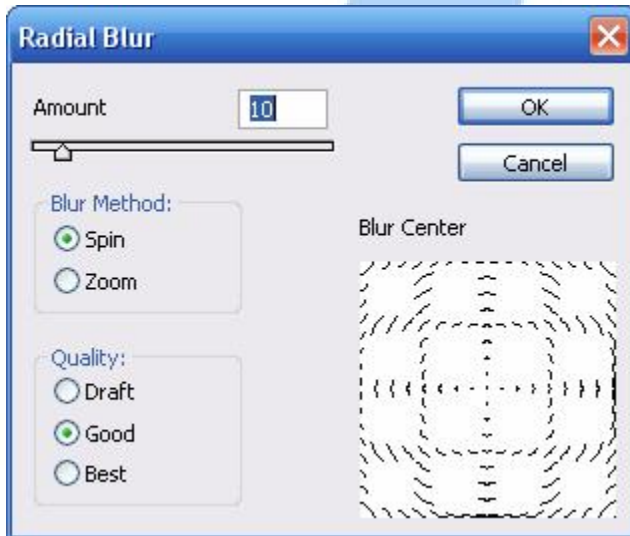 Radial Blur
Amount 10
OK
Cancel
Blur Method:
Spin
Zoom
Blur Center
Quality:
Draft
Good
Best